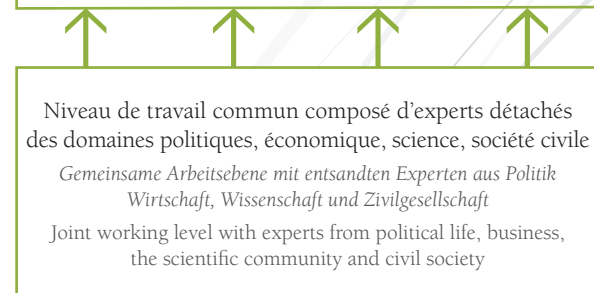 Niveau de travail commun composé d'experts détachés
des domaines politiques, économique, science, société civile
Gemeinsame Arbeitsebene mit entsandten Experten aus Politik
Wirtschaft, Wissenschaft und Zivilgesellschaft
Joint working level with experts from political life, business,
the scientific community and civil society